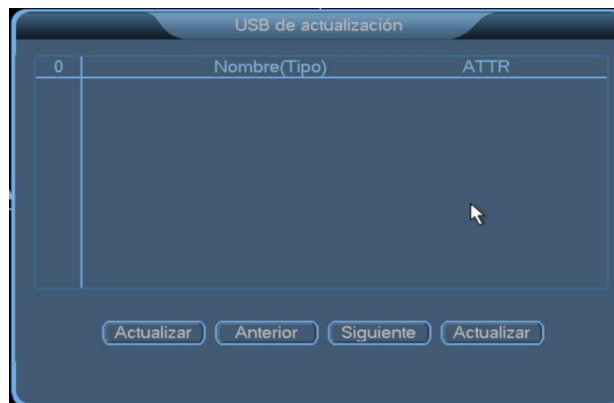 USB de actualización
0 Nombre(Tipo) ATTR
Actualizar Anterior Siguiente Actualizar